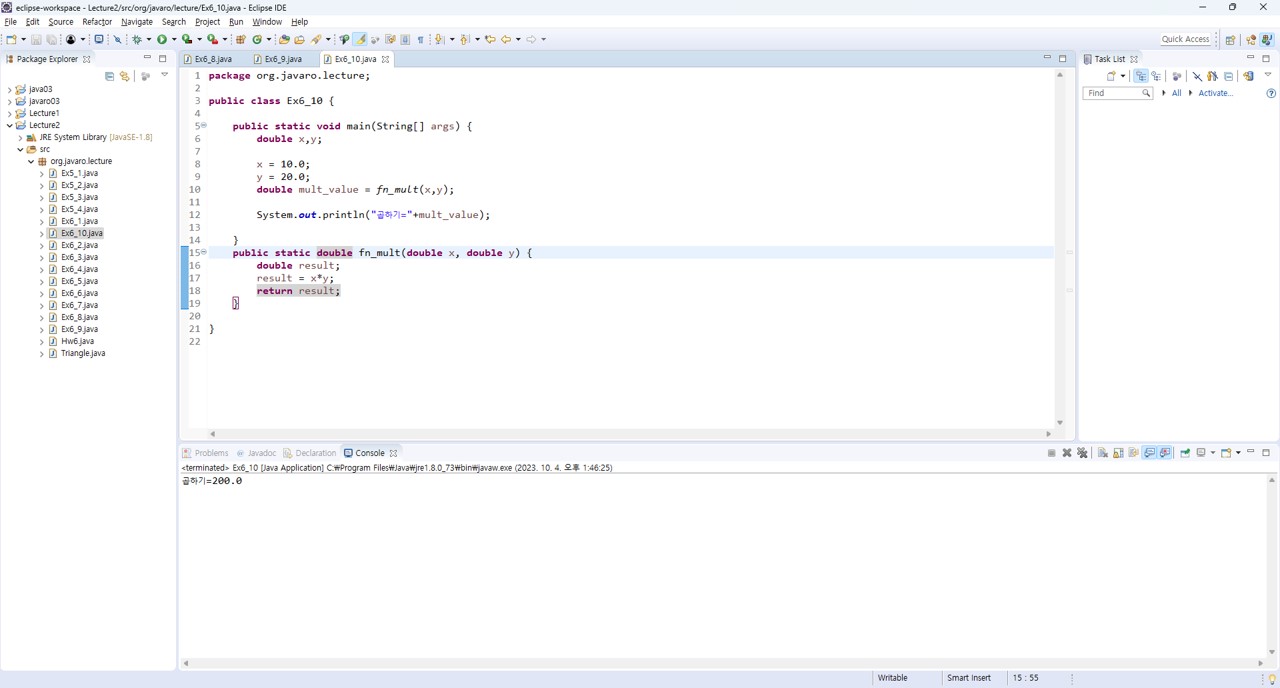 eclipse-workspace - Lecture2/src/org/javaro/lecture/Ex6_10.java - Eclipse IDE
File Edit Source Refactor Navigate Search Project Run Window Help
Quick Access
Package Explorer
java03
javaro03
Lecture1
Lecture2
JRE System Library [JavaSE-1.8]
src
org.javaro.lecture
Ex5_1.java
Ex5_2.java
Ex5_3.java
Ex5_4.java
Ex6_1.java
Ex6_10.java
Ex6_2.java
Ex6_3.java
Ex6_4.java
Ex6_5.java
Ex6_6.java
Ex6_7.java
Ex6_8.java
Ex6_9.java
Hw6.java
Triangle.java
Ex6_8.java Ex6_9.java Ex6_10.java
1 package org.javaro.lecture;
2
3 public class Ex6_10 {
4
5 public static void main(String[] args) {
6 double x,y;
7
8 x = 10.0;
9 y = 20.0;
10 double mult_value = fn_mult(x,y);
11
12 System.out.println("곱하기="+mult_value);
13
14 }
15 public static double fn_mult(double x, double y) {
16 double result;
17 result = x*y;
18 return result;
19 }
20
21 }
22
Task List
Find All Activate...
Problems Javadoc Declaration Console
<terminated> Ex6_10 [Java Application] C:₩Program Files₩Java₩jre1.8.0_73₩bin₩javaw.exe (2023. 10. 4. 오후 1:46:25)
곱하기=200.0
Writable Smart Insert 15 : 55